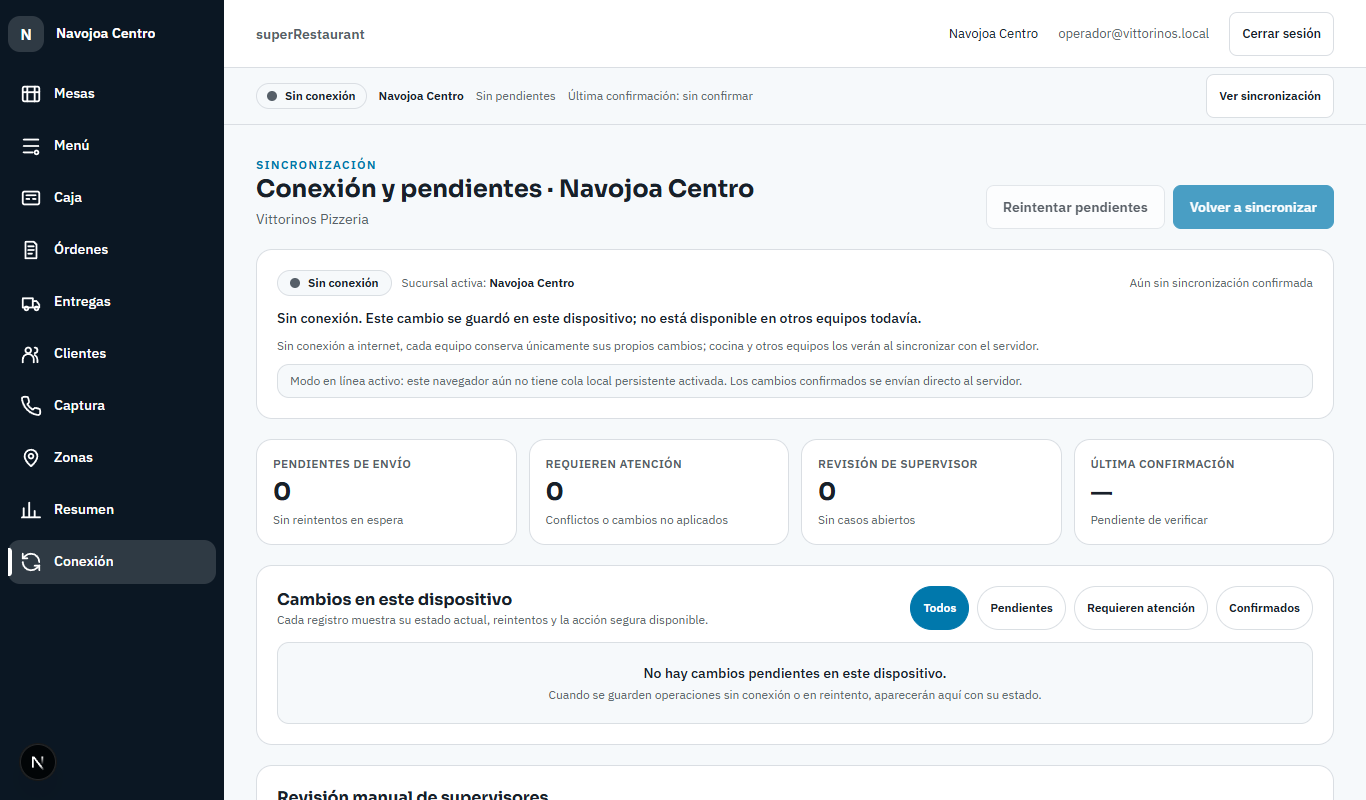 N Navojoa Centro
Mesas
Menú
Caja
Órdenes
Entregas
Clientes
Captura
Zonas
Resumen
Conexión
N
superRestaurant
Navojoa Centro operador@vittorinos.local Cerrar sesión
Sin conexión Navojoa Centro Sin pendientes Última confirmación: sin confirmar Ver sincronización
SINCRONIZACIÓN
Conexión y pendientes · Navojoa Centro
Vittorinos Pizzeria
Reintentar pendientes Volver a sincronizar
Sin conexión Sucursal activa: Navojoa Centro Aún sin sincronización confirmada
Sin conexión. Este cambio se guardó en este dispositivo; no está disponible en otros equipos todavía.
Sin conexión a internet, cada equipo conserva únicamente sus propios cambios; cocina y otros equipos los verán al sincronizar con el servidor.
Modo en línea activo: este navegador aún no tiene cola local persistente activada. Los cambios confirmados se envían directo al servidor.
PENDIENTES DE ENVÍO
0
Sin reintentos en espera
REQUIEREN ATENCIÓN
0
Conflictos o cambios no aplicados
REVISIÓN DE SUPERVISOR
0
Sin casos abiertos
ÚLTIMA CONFIRMACIÓN
—
Pendiente de verificar
Cambios en este dispositivo
Cada registro muestra su estado actual, reintentos y la acción segura disponible.
Todos Pendientes Requieren atención Confirmados
No hay cambios pendientes en este dispositivo.
Cuando se guarden operaciones sin conexión o en reintento, aparecerán aquí con su estado.
Revisión manual de supervisores